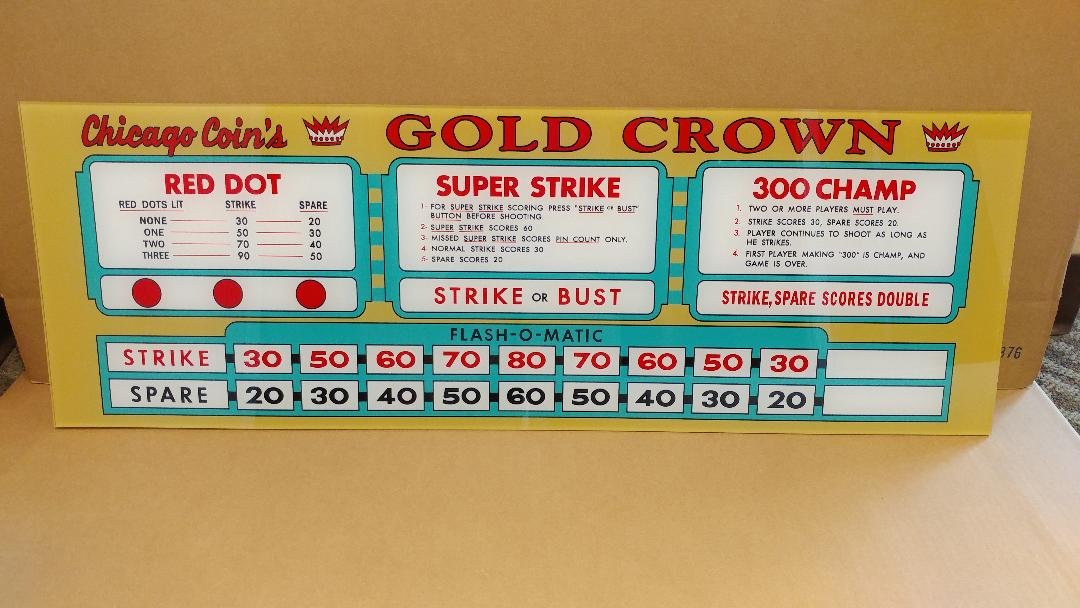 Chicago Coin's GOLD CROWN
RED DOT
RED DOTS LIT STRIKE SPARE
NONE 30 20
ONE 50 30
TWO 70 40
THREE 90 50
SUPER STRIKE
1- FOR SUPER STRIKE SCORING PRESS "STRIKE OR BUST"
BUTTON BEFORE SHOOTING.
2- SUPER STRIKE SCORES 60
3- MISSED SUPER STRIKE SCORES PIN COUNT ONLY.
4- NORMAL STRIKE SCORES 30
5- SPARE SCORES 20
STRIKE OR BUST
300 CHAMP
1. TWO OR MORE PLAYERS MUST PLAY.
2. STRIKE SCORES 30, SPARE SCORES 20.
3. PLAYER CONTINUES TO SHOOT AS LONG AS
HE STRIKES.
4. FIRST PLAYER MAKING "300" IS CHAMP, AND
GAME IS OVER.
STRIKE, SPARE SCORES DOUBLE
FLASH-O-MATIC
STRIKE 30 50 60 70 80 70 60 50 30
SPARE 20 30 40 50 60 50 40 30 20
376